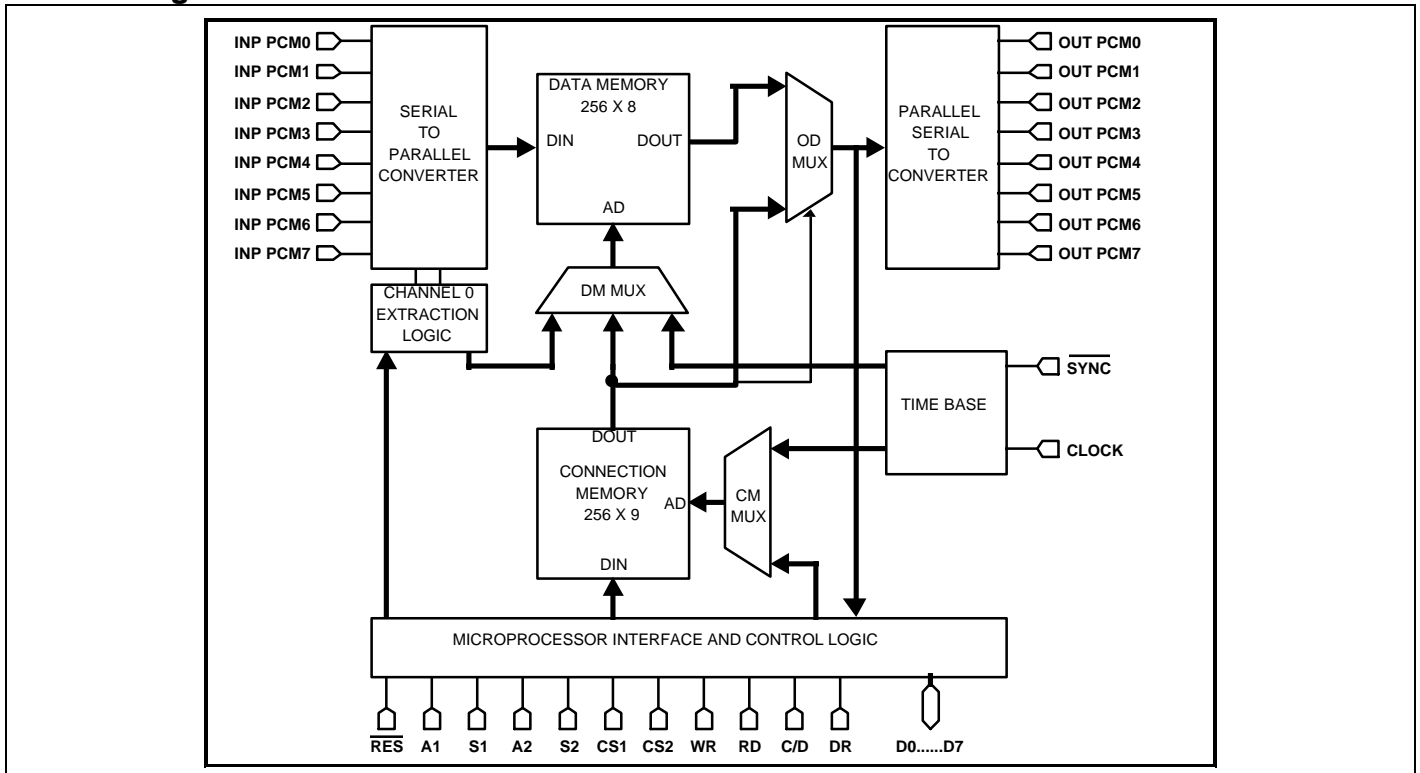 INP PCM0
INP PCM1
INP PCM2
INP PCM3
INP PCM4
INP PCM5
INP PCM6
INP PCM7
SERIAL
TO
PARALLEL
CONVERTER
CHANNEL 0
EXTRACTION
LOGIC
DATA MEMORY
256 X 8
DIN
DOUT
AD
DM MUX
OD
MUX
PARALLEL
SERIAL
TO
CONVERTER
OUT PCM0
OUT PCM1
OUT PCM2
OUT PCM3
OUT PCM4
OUT PCM5
OUT PCM6
OUT PCM7
TIME BASE
SYNC
CLOCK
DOUT
CONNECTION
MEMORY
256 X 9
AD
DIN
CM
MUX
MICROPROCESSOR INTERFACE AND CONTROL LOGIC
RES A1 S1 A2 S2 CS1 CS2 WR RD C/D DR D0......D7